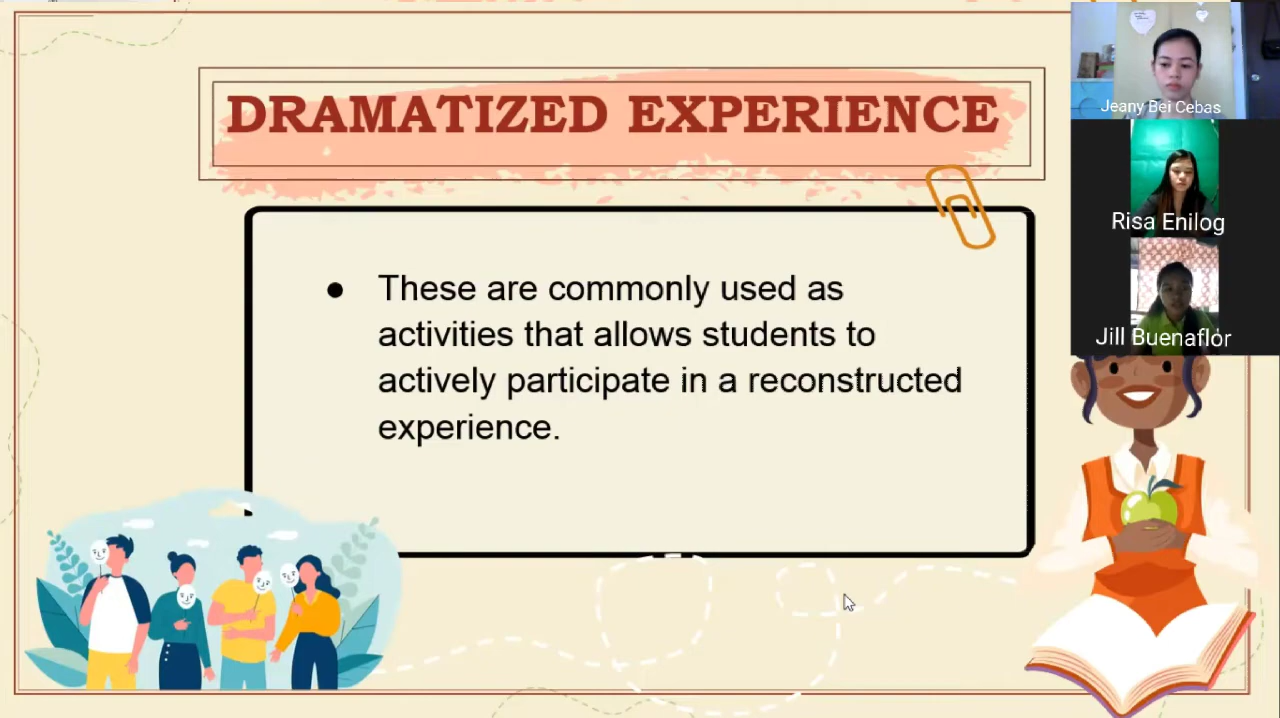 DRAMATIZED EXPERIENCE
● These are commonly used as
activities that allows students to
actively participate in a reconstructed
experience.
Jeany Bei Cebas
Risa Enilog
Jill Buenaflor